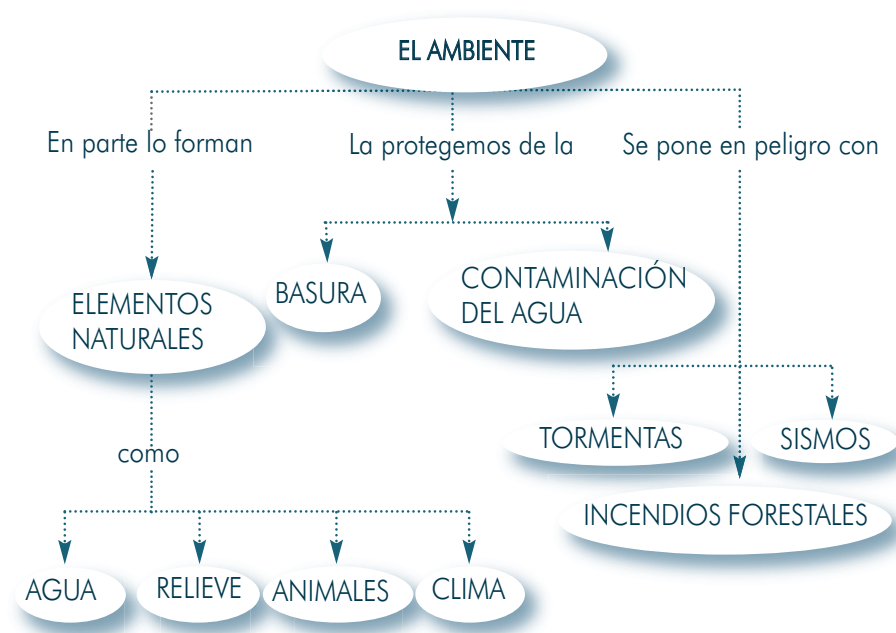 EL AMBIENTE
En parte lo forman
La protegemos de la
Se pone en peligro con
ELEMENTOS
NATURALES
BASURA
CONTAMINACIÓN
DEL AGUA
TORMENTAS
SISMOS
INCENDIOS FORESTALES
como
AGUA
RELIEVE
ANIMALES
CLIMA